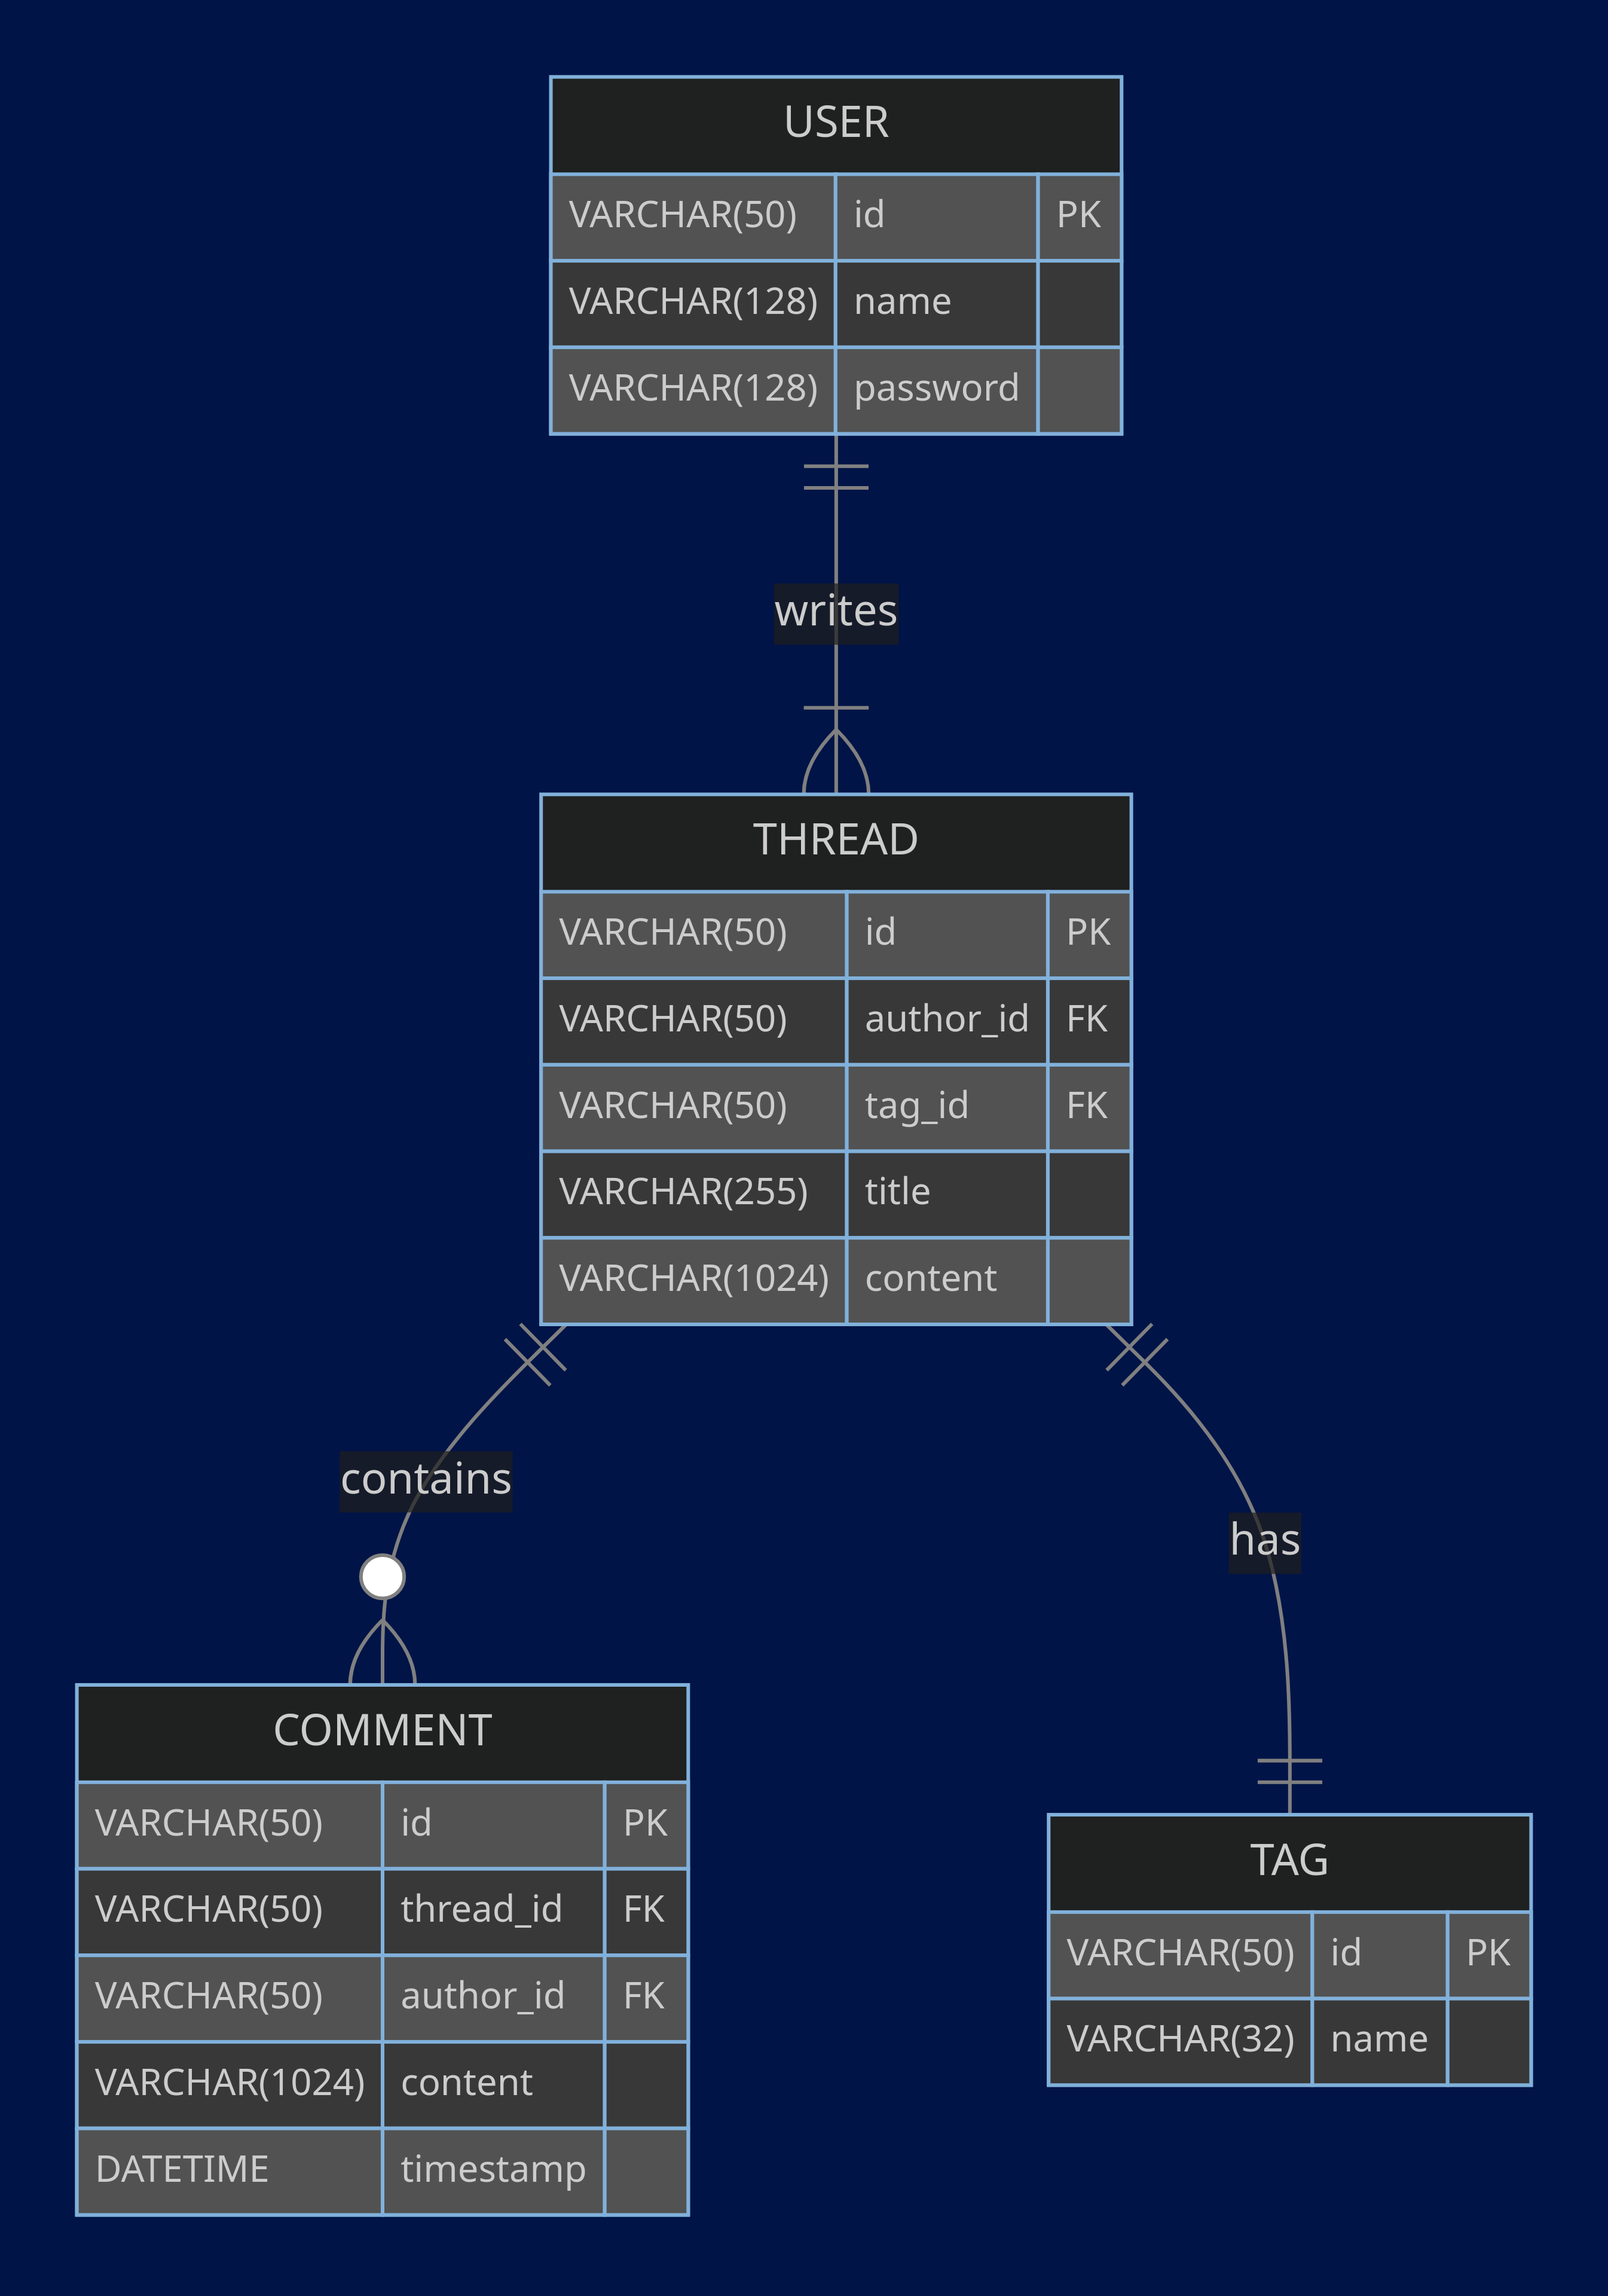 USER
VARCHAR(50) id PK
VARCHAR(128) name
VARCHAR(128) password
writes
THREAD
VARCHAR(50) id PK
VARCHAR(50) author_id FK
VARCHAR(50) tag_id FK
VARCHAR(255) title
VARCHAR(1024) content
contains
has
COMMENT
VARCHAR(50) id PK
VARCHAR(50) thread_id FK
VARCHAR(50) author_id FK
VARCHAR(1024) content
DATETIME timestamp
TAG
VARCHAR(50) id PK
VARCHAR(32) name